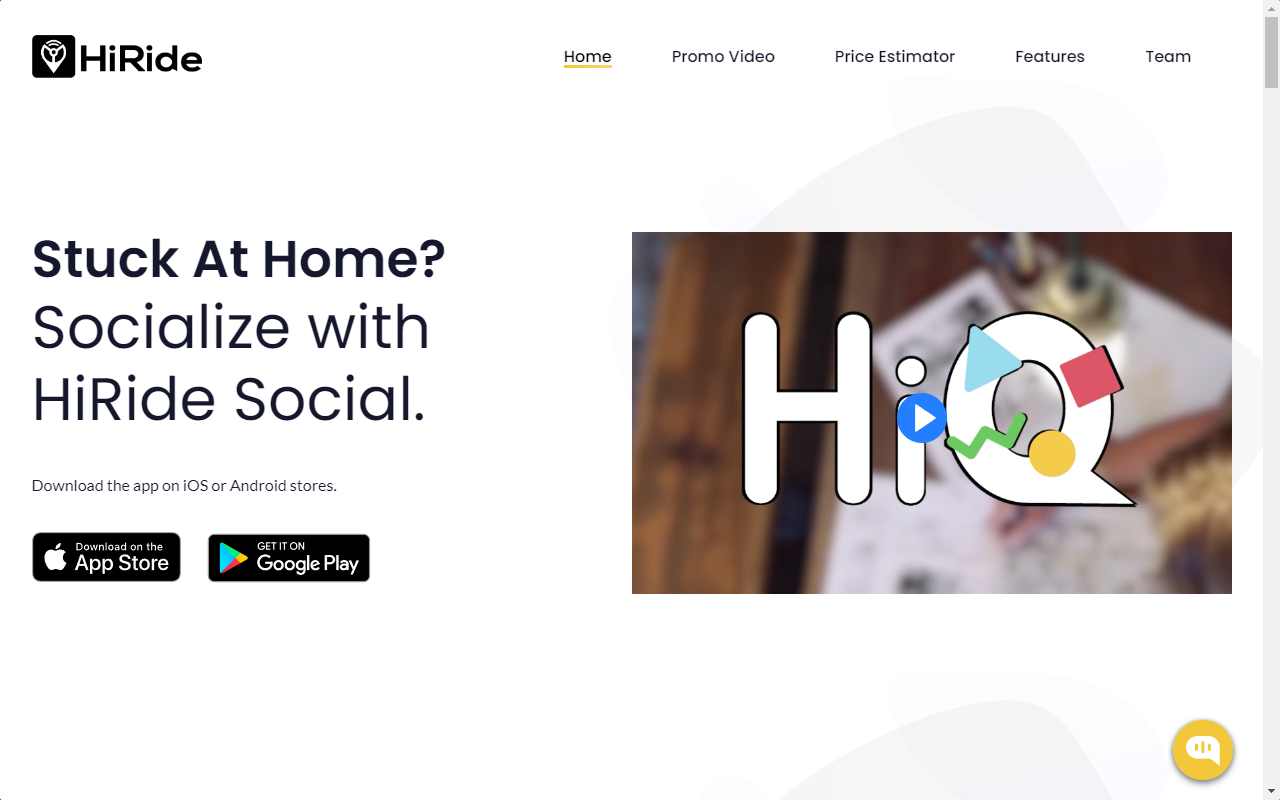 HiRide
Home
Promo Video
Price Estimator
Features
Team
Stuck At Home?
Socialize with
HiRide Social.
Download the app on iOS or Android stores.
Download on the
App Store
GET IT ON
Google Play
HiQ